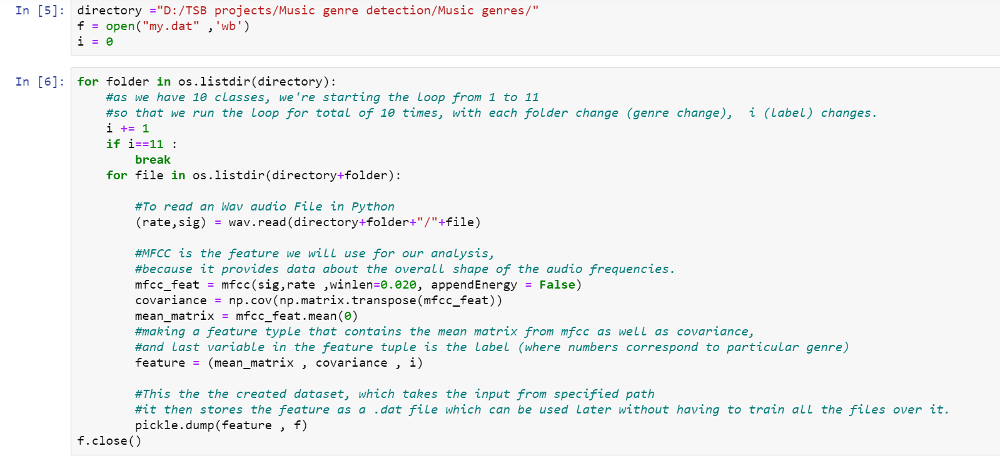 In [5]: directory ="D:/TSB projects/Music genre detection/Music genres/"
f = open("my.dat" ,'wb')
i = 0
In [6]: for folder in os.listdir(directory):
    #as we have 10 classes, we're starting the loop from 1 to 11
    #so that we run the loop for total of 10 times, with each folder change (genre change),  i (label) changes.
    i += 1
    if i==11 :
        break
    for file in os.listdir(directory+folder):
        #To read an Wav audio File in Python
        (rate,sig) = wav.read(directory+folder+"/"+file)
        #MFCC is the feature we will use for our analysis,
        #because it provides data about the overall shape of the audio frequencies.
        mfcc_feat = mfcc(sig,rate ,winlen=0.020, appendEnergy = False)
        covariance = np.cov(np.matrix.transpose(mfcc_feat))
        mean_matrix = mfcc_feat.mean(0)
        #making a feature typle that contains the mean matrix from mfcc as well as covariance,
        #and last variable in the feature tuple is the label (where numbers correspond to particular genre)
        feature = (mean_matrix , covariance , i)
        #This the the created dataset, which takes the input from specified path
        #it then stores the feature as a .dat file which can be used later without having to train all the files over it.
        pickle.dump(feature , f)
f.close()